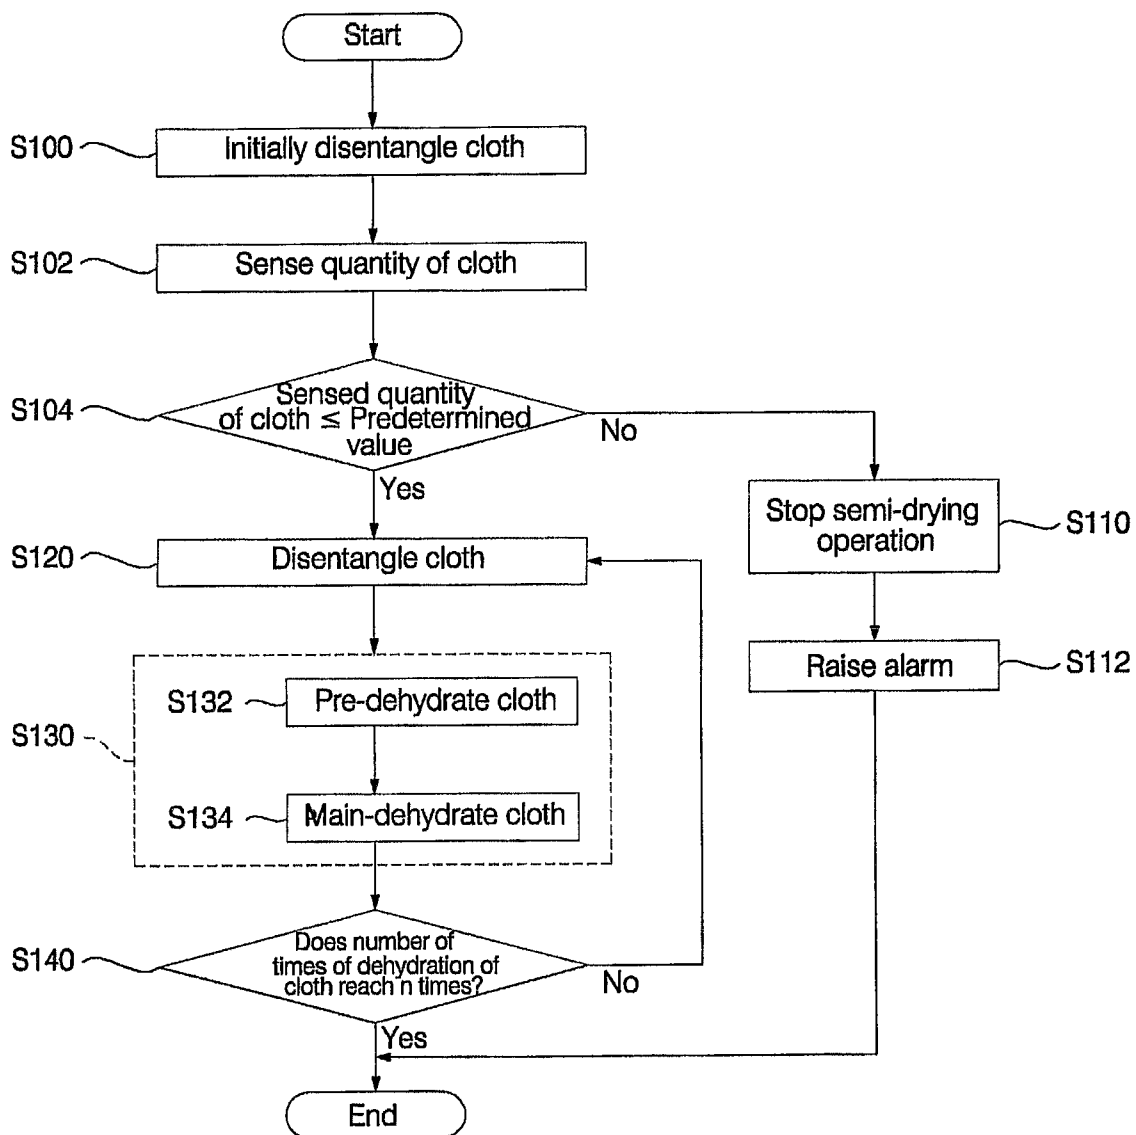 Start
S100
Initially disentangle cloth
S102
Sense quantity of cloth
S104
Sensed quantity
of cloth ≤ Predetermined
value
No
Yes
Stop semi-drying
operation
S110
S120
Disentangle cloth
Raise alarm
S112
S132
Pre-dehydrate cloth
S130
S134
Main-dehydrate cloth
S140
Does number of
times of dehydration of
cloth reach n times?
No
Yes
End